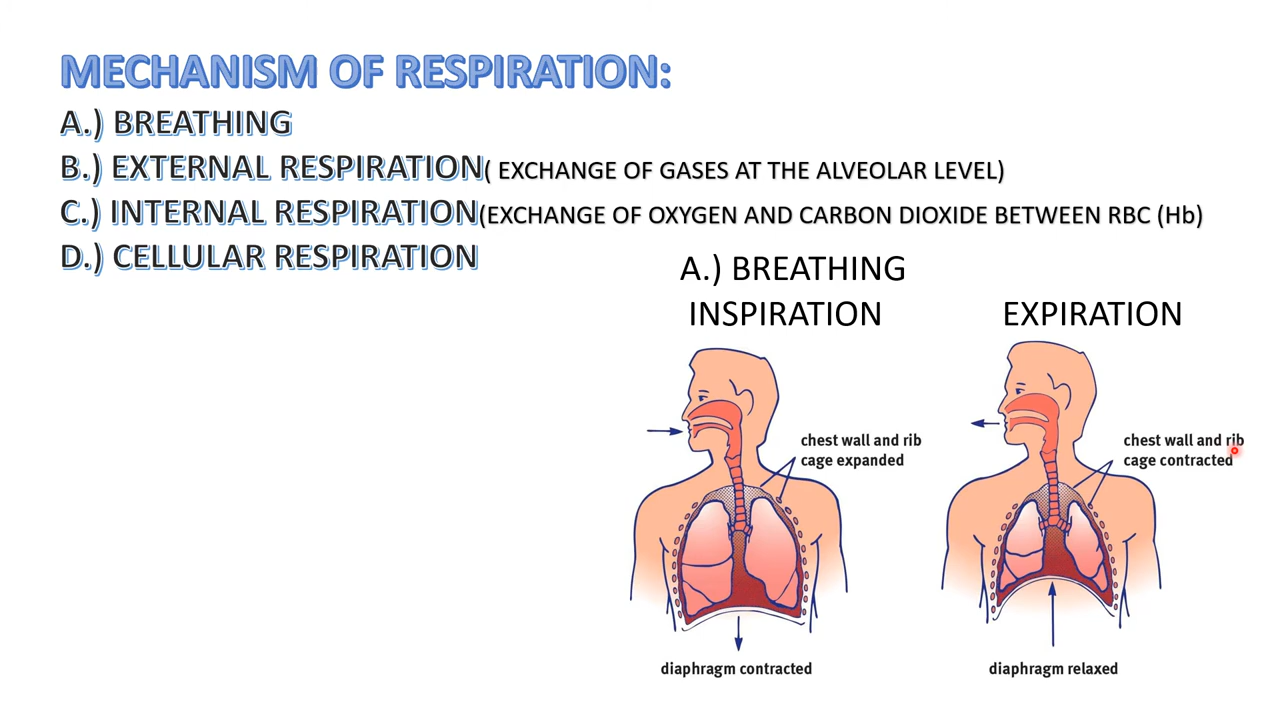 MECHANISM OF RESPIRATION:
A.) BREATHING
B.) EXTERNAL RESPIRATION( EXCHANGE OF GASES AT THE ALVEOLAR LEVEL)
C.) INTERNAL RESPIRATION(EXCHANGE OF OXYGEN AND CARBON DIOXIDE BETWEEN RBC (Hb)
D.) CELLULAR RESPIRATION
A.) BREATHING
INSPIRATION
EXPIRATION
chest wall and rib
cage expanded
chest wall and rib
cage contracted
diaphragm contracted
diaphragm relaxed